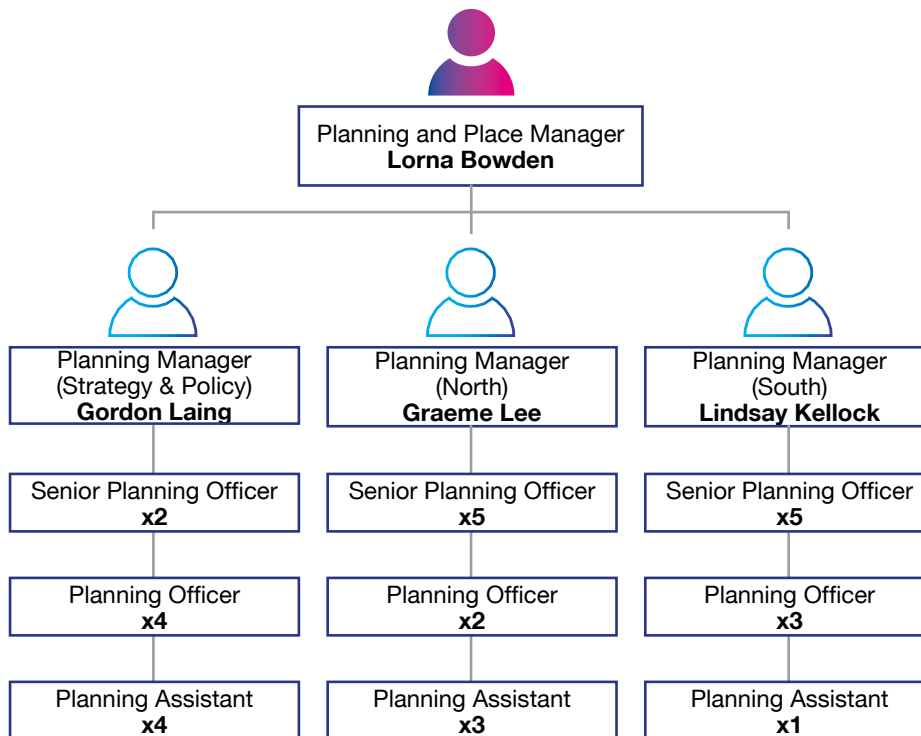 Planning and Place Manager
Lorna Bowden
Planning Manager
(Strategy & Policy)
Gordon Laing
Planning Manager
(North)
Graeme Lee
Planning Manager
(South)
Lindsay Kellock
Senior Planning Officer
x2
Senior Planning Officer
x5
Senior Planning Officer
x5
Planning Officer
x4
Planning Officer
x2
Planning Officer
x3
Planning Assistant
x4
Planning Assistant
x3
Planning Assistant
x1